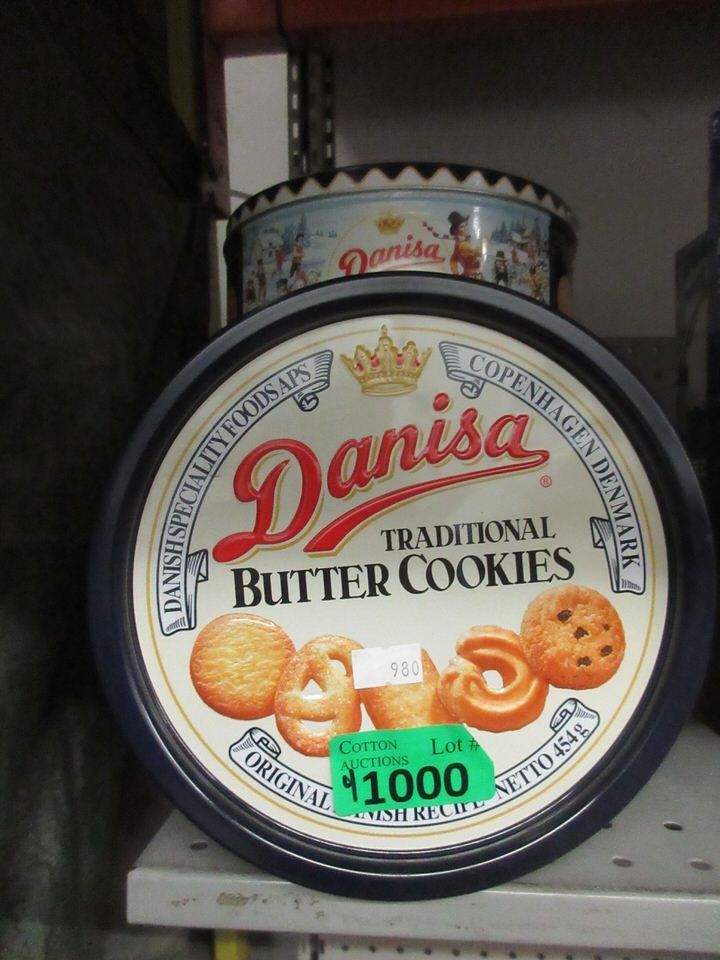 Danisa
DANISH SPECIALITY FOODS APS
COPENHAGEN DENMARK
Danisa
®
TRADITIONAL
BUTTER COOKIES
980
COTTON
AUCTIONS
Lot #
1000
ORIGINAL
NETTO 454g